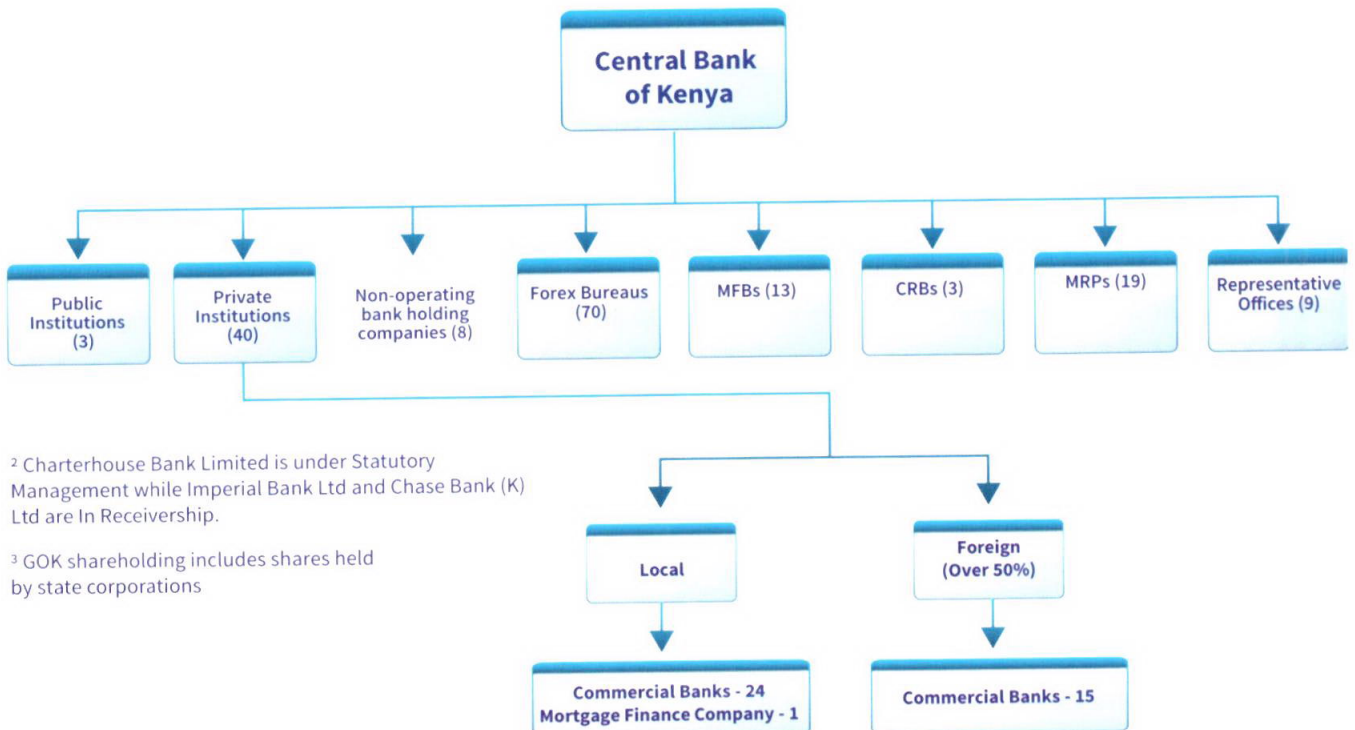 Central Bank
of Kenya
Public
Institutions
(3)
Private
Institutions
(40)
Non-operating
bank holding
companies (8)
Forex Bureaus
(70)
MFBs (13)
CRBs (3)
MRPs (19)
Representative
Offices (9)
² Charterhouse Bank Limited is under Statutory
Management while Imperial Bank Ltd and Chase Bank (K)
Ltd are In Receivership.
³ GOK shareholding includes shares held
by state corporations
Local
Foreign
(Over 50%)
Commercial Banks - 24
Mortgage Finance Company - 1
Commercial Banks - 15